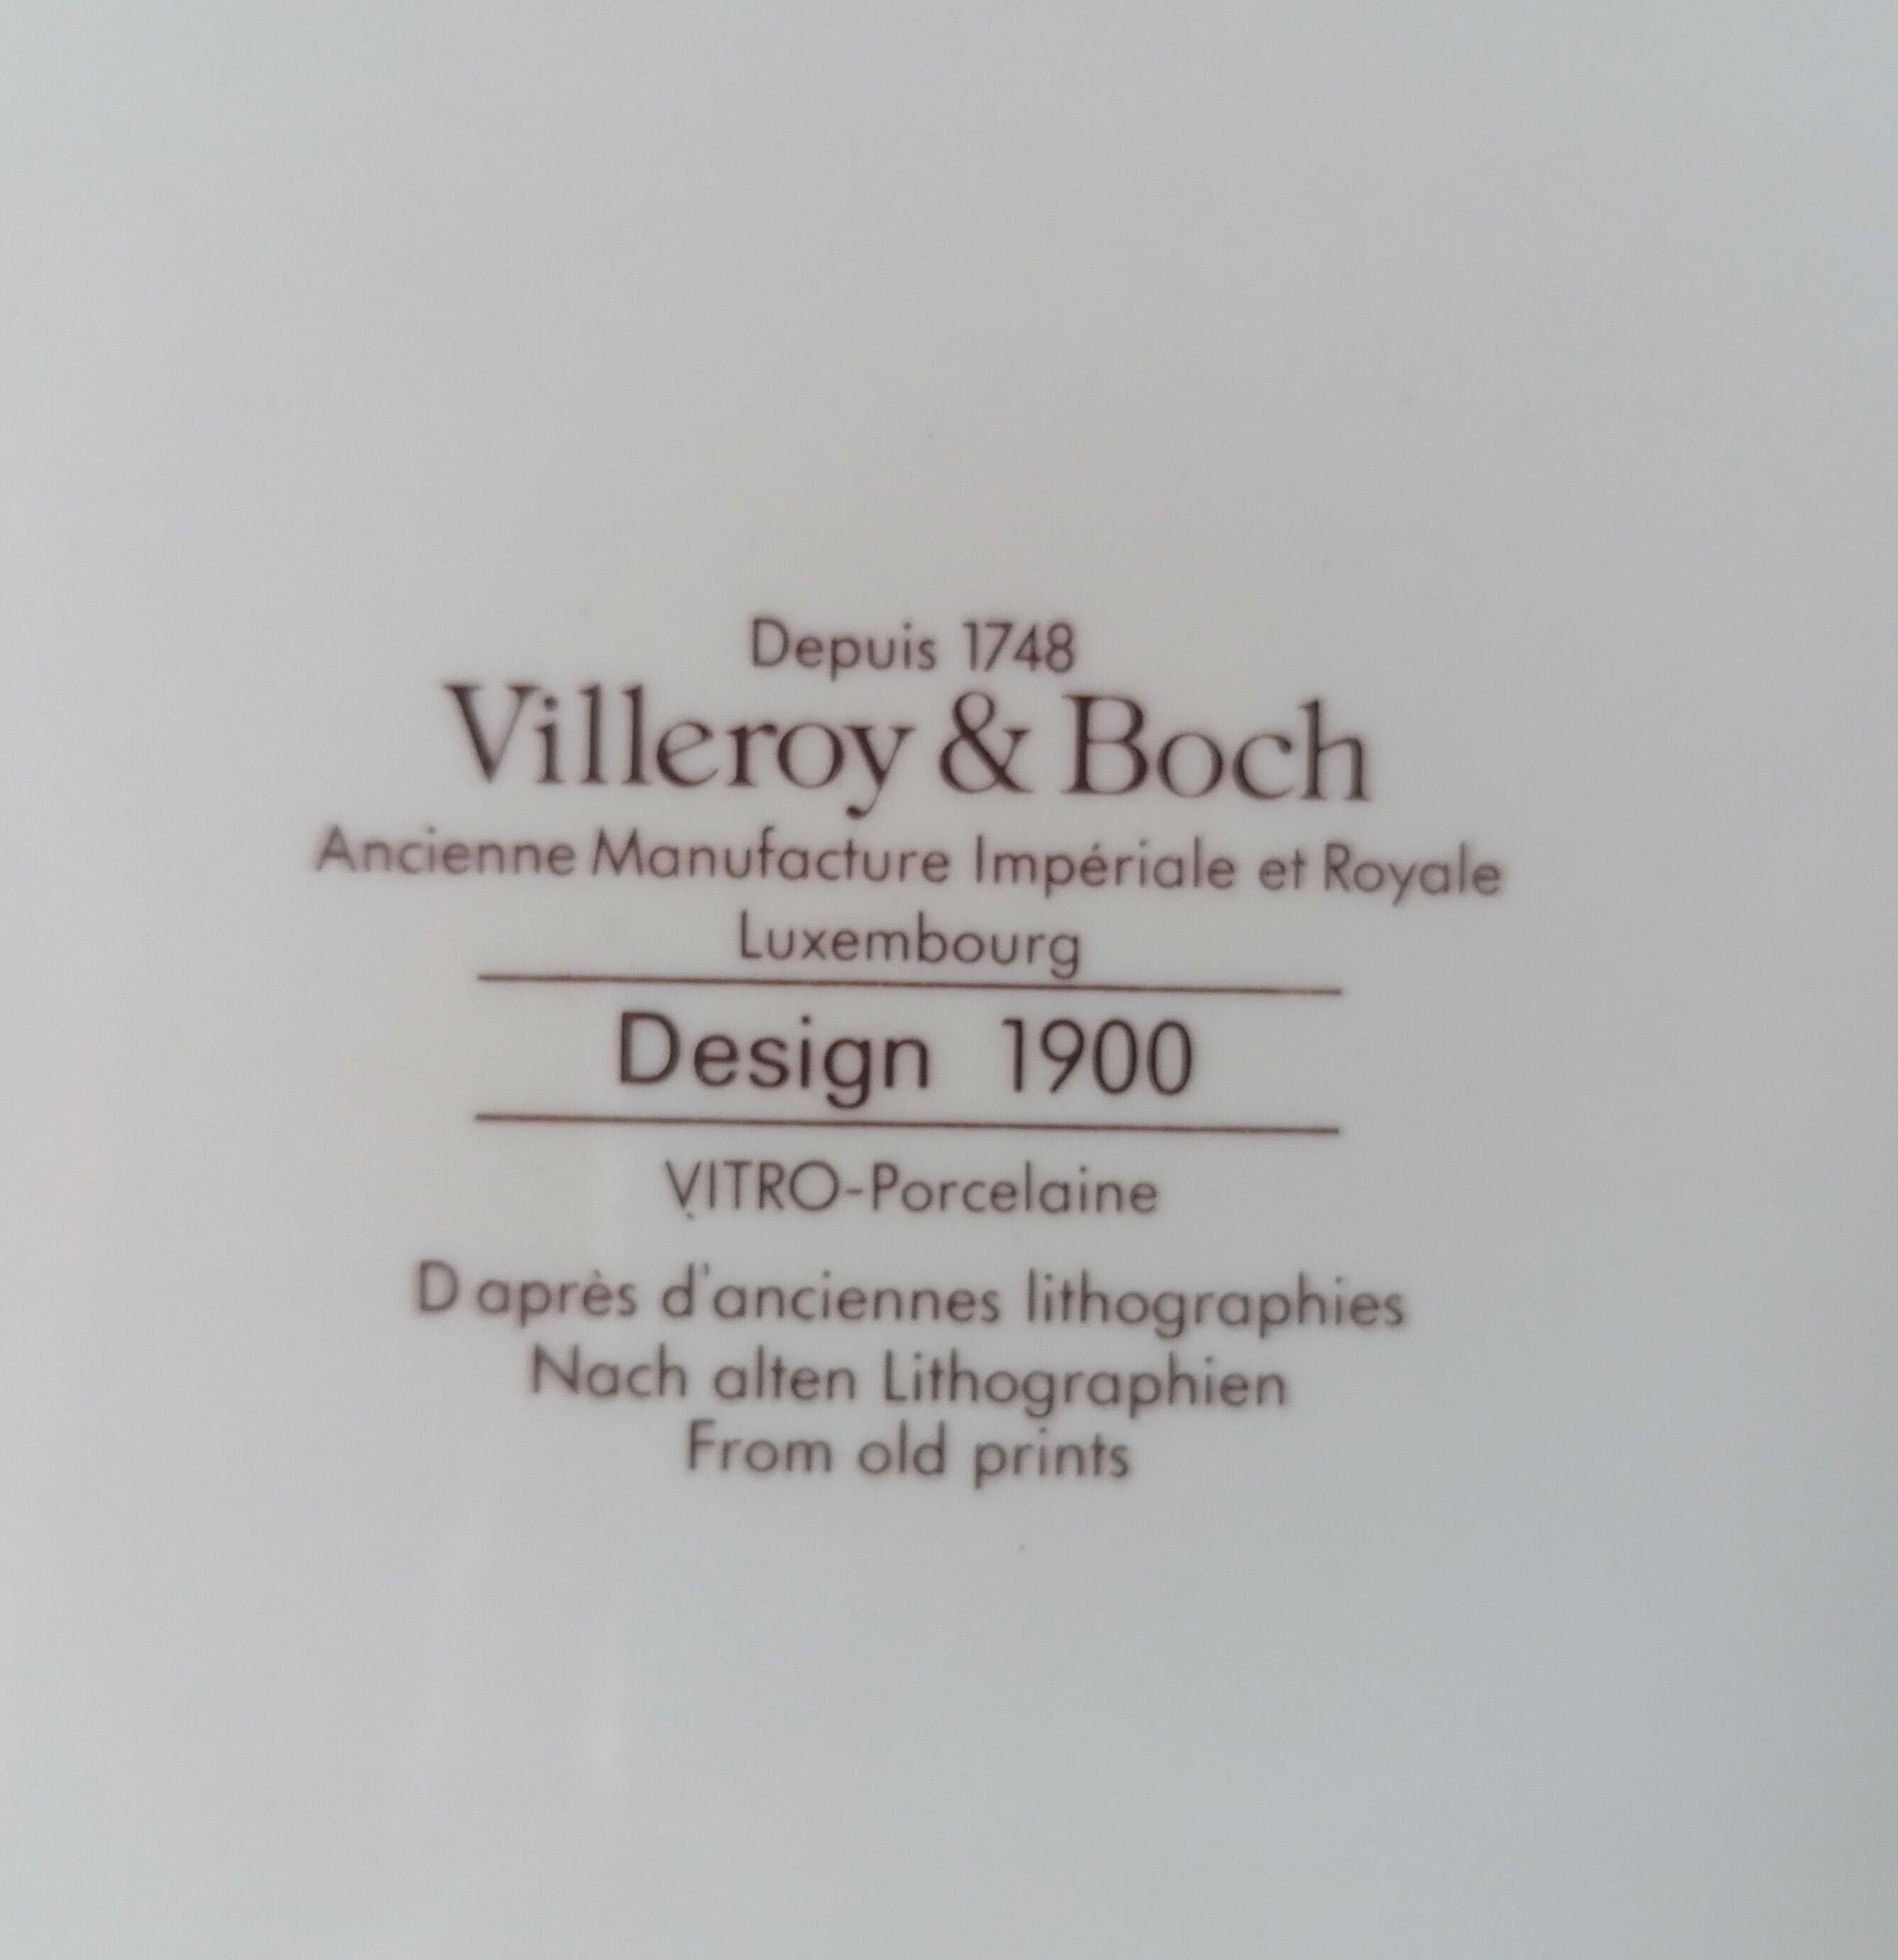 Depuis 1748
Villeroy & Boch
Ancienne Manufacture Impériale et Royale
Luxembourg
Design 1900
VITRO-Porcelaine
D après d'anciennes lithographies
Nach alten Lithographien
From old prints